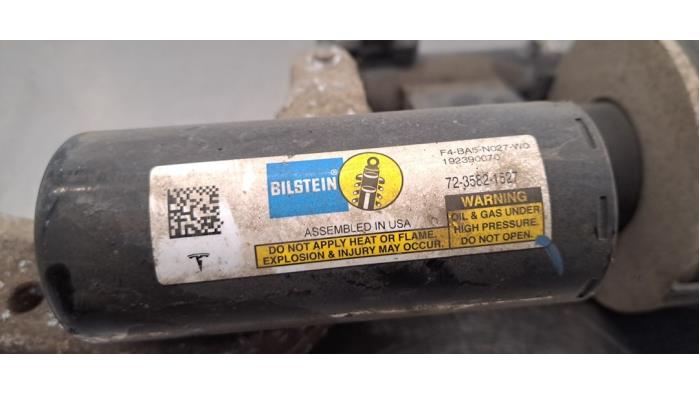 F4-BA5-N027-W0
192390070
BILSTEIN®
72-3582-1527
ASSEMBLED IN USA
DO NOT APPLY HEAT OR FLAME.
EXPLOSION & INJURY MAY OCCUR.
WARNING
OIL & GAS UNDER
HIGH PRESSURE.
DO NOT OPEN.